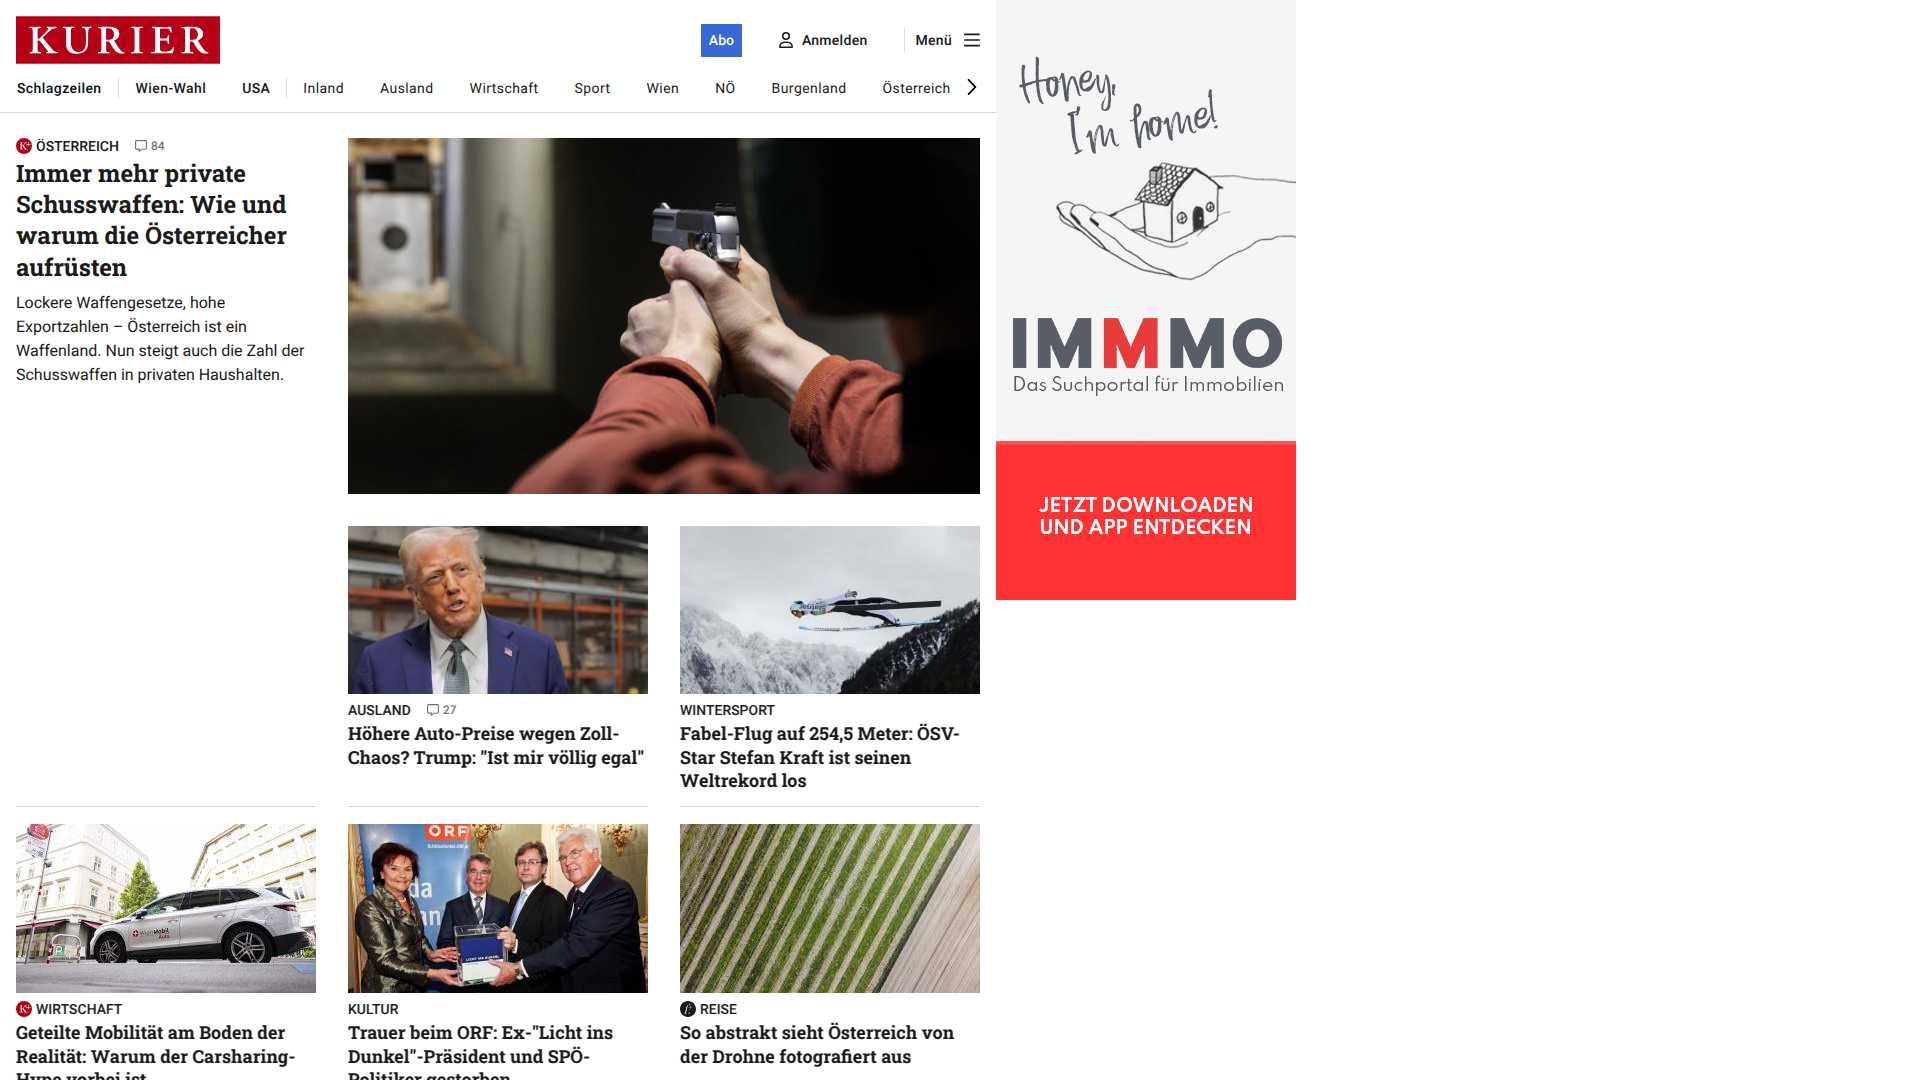 KURIER
Abo
Anmelden
Menü
Schlagzeilen
Wien-Wahl
USA
Inland
Ausland
Wirtschaft
Sport
Wien
NÖ
Burgenland
Österreich
ÖSTERREICH
84
Immer mehr private
Schusswaffen: Wie und
warum die Österreicher
aufrüsten
Lockere Waffengesetze, hohe
Exportzahlen – Österreich ist ein
Waffenland. Nun steigt auch die Zahl der
Schusswaffen in privaten Haushalten.
AUSLAND
27
Höhere Auto-Preise wegen Zoll-
Chaos? Trump: "Ist mir völlig egal"
WINTERSPORT
Fabel-Flug auf 254,5 Meter: ÖSV-
Star Stefan Kraft ist seinen
Weltrekord los
WIRTSCHAFT
Geteilte Mobilität am Boden der
Realität: Warum der Carsharing-
Hype vorbei ist
ORF
KULTUR
Trauer beim ORF: Ex-"Licht ins
Dunkel"-Präsident und SPÖ-
Politiker gestorben
REISE
So abstrakt sieht Österreich von
der Drohne fotografiert aus
Honey,
I'm home!
IMMMO
Das Suchportal für Immobilien
JETZT DOWNLOADEN
UND APP ENTDECKEN